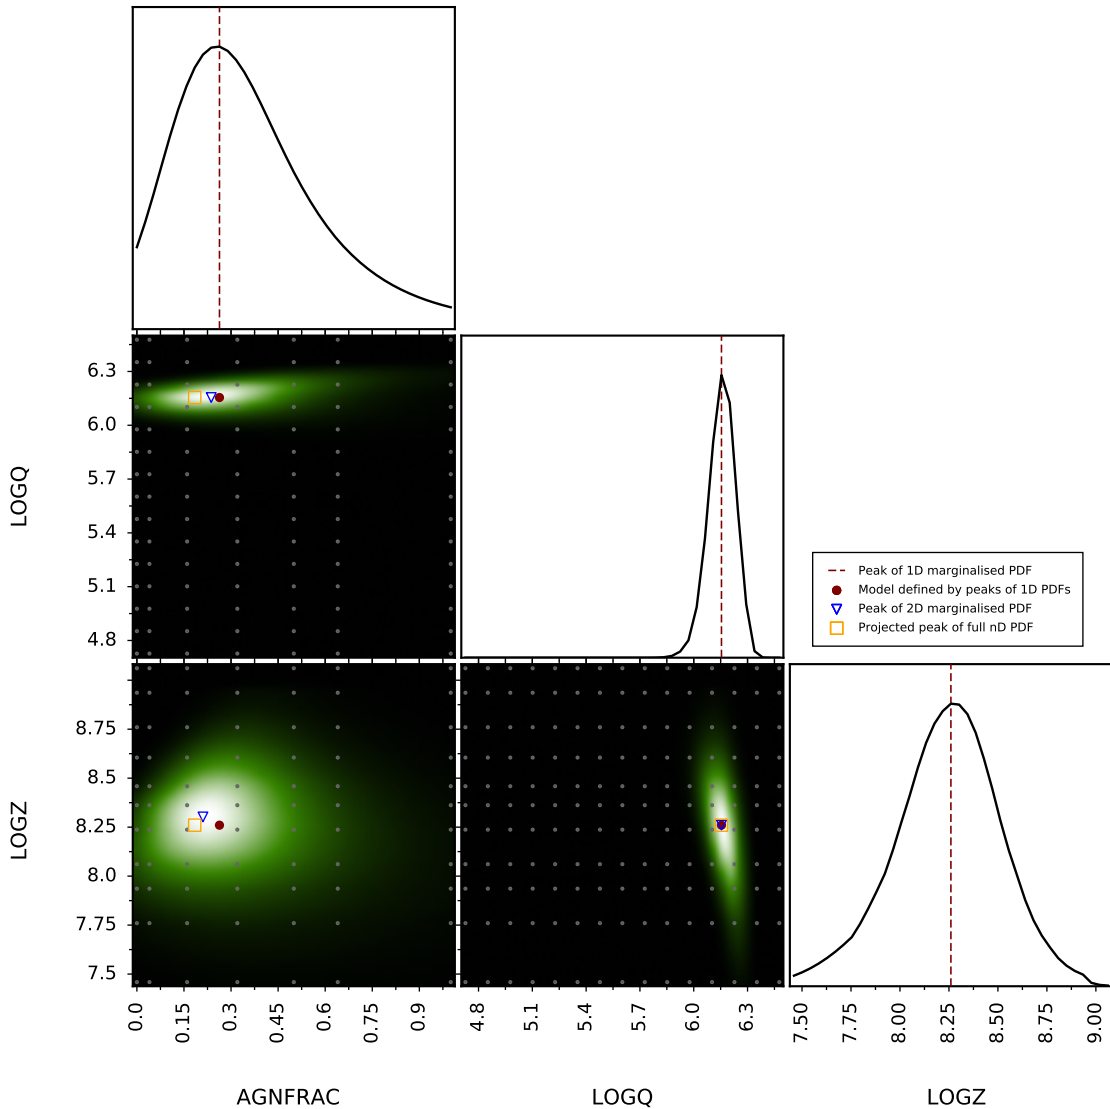 LOGQ
6.3
6.0
5.7
5.4
5.1
4.8
Peak of 1D marginalised PDF
Model defined by peaks of 1D PDFs
Peak of 2D marginalised PDF
Projected peak of full nD PDF
LOGZ
8.75
8.5
8.25
8.0
7.75
7.5
0.0 0.15 0.3 0.45 0.6 0.75 0.9
4.8 5.1 5.4 5.7 6.0 6.3
7.50 7.75 8.00 8.25 8.50 8.75 9.00
AGNFRAC
LOGQ
LOGZ